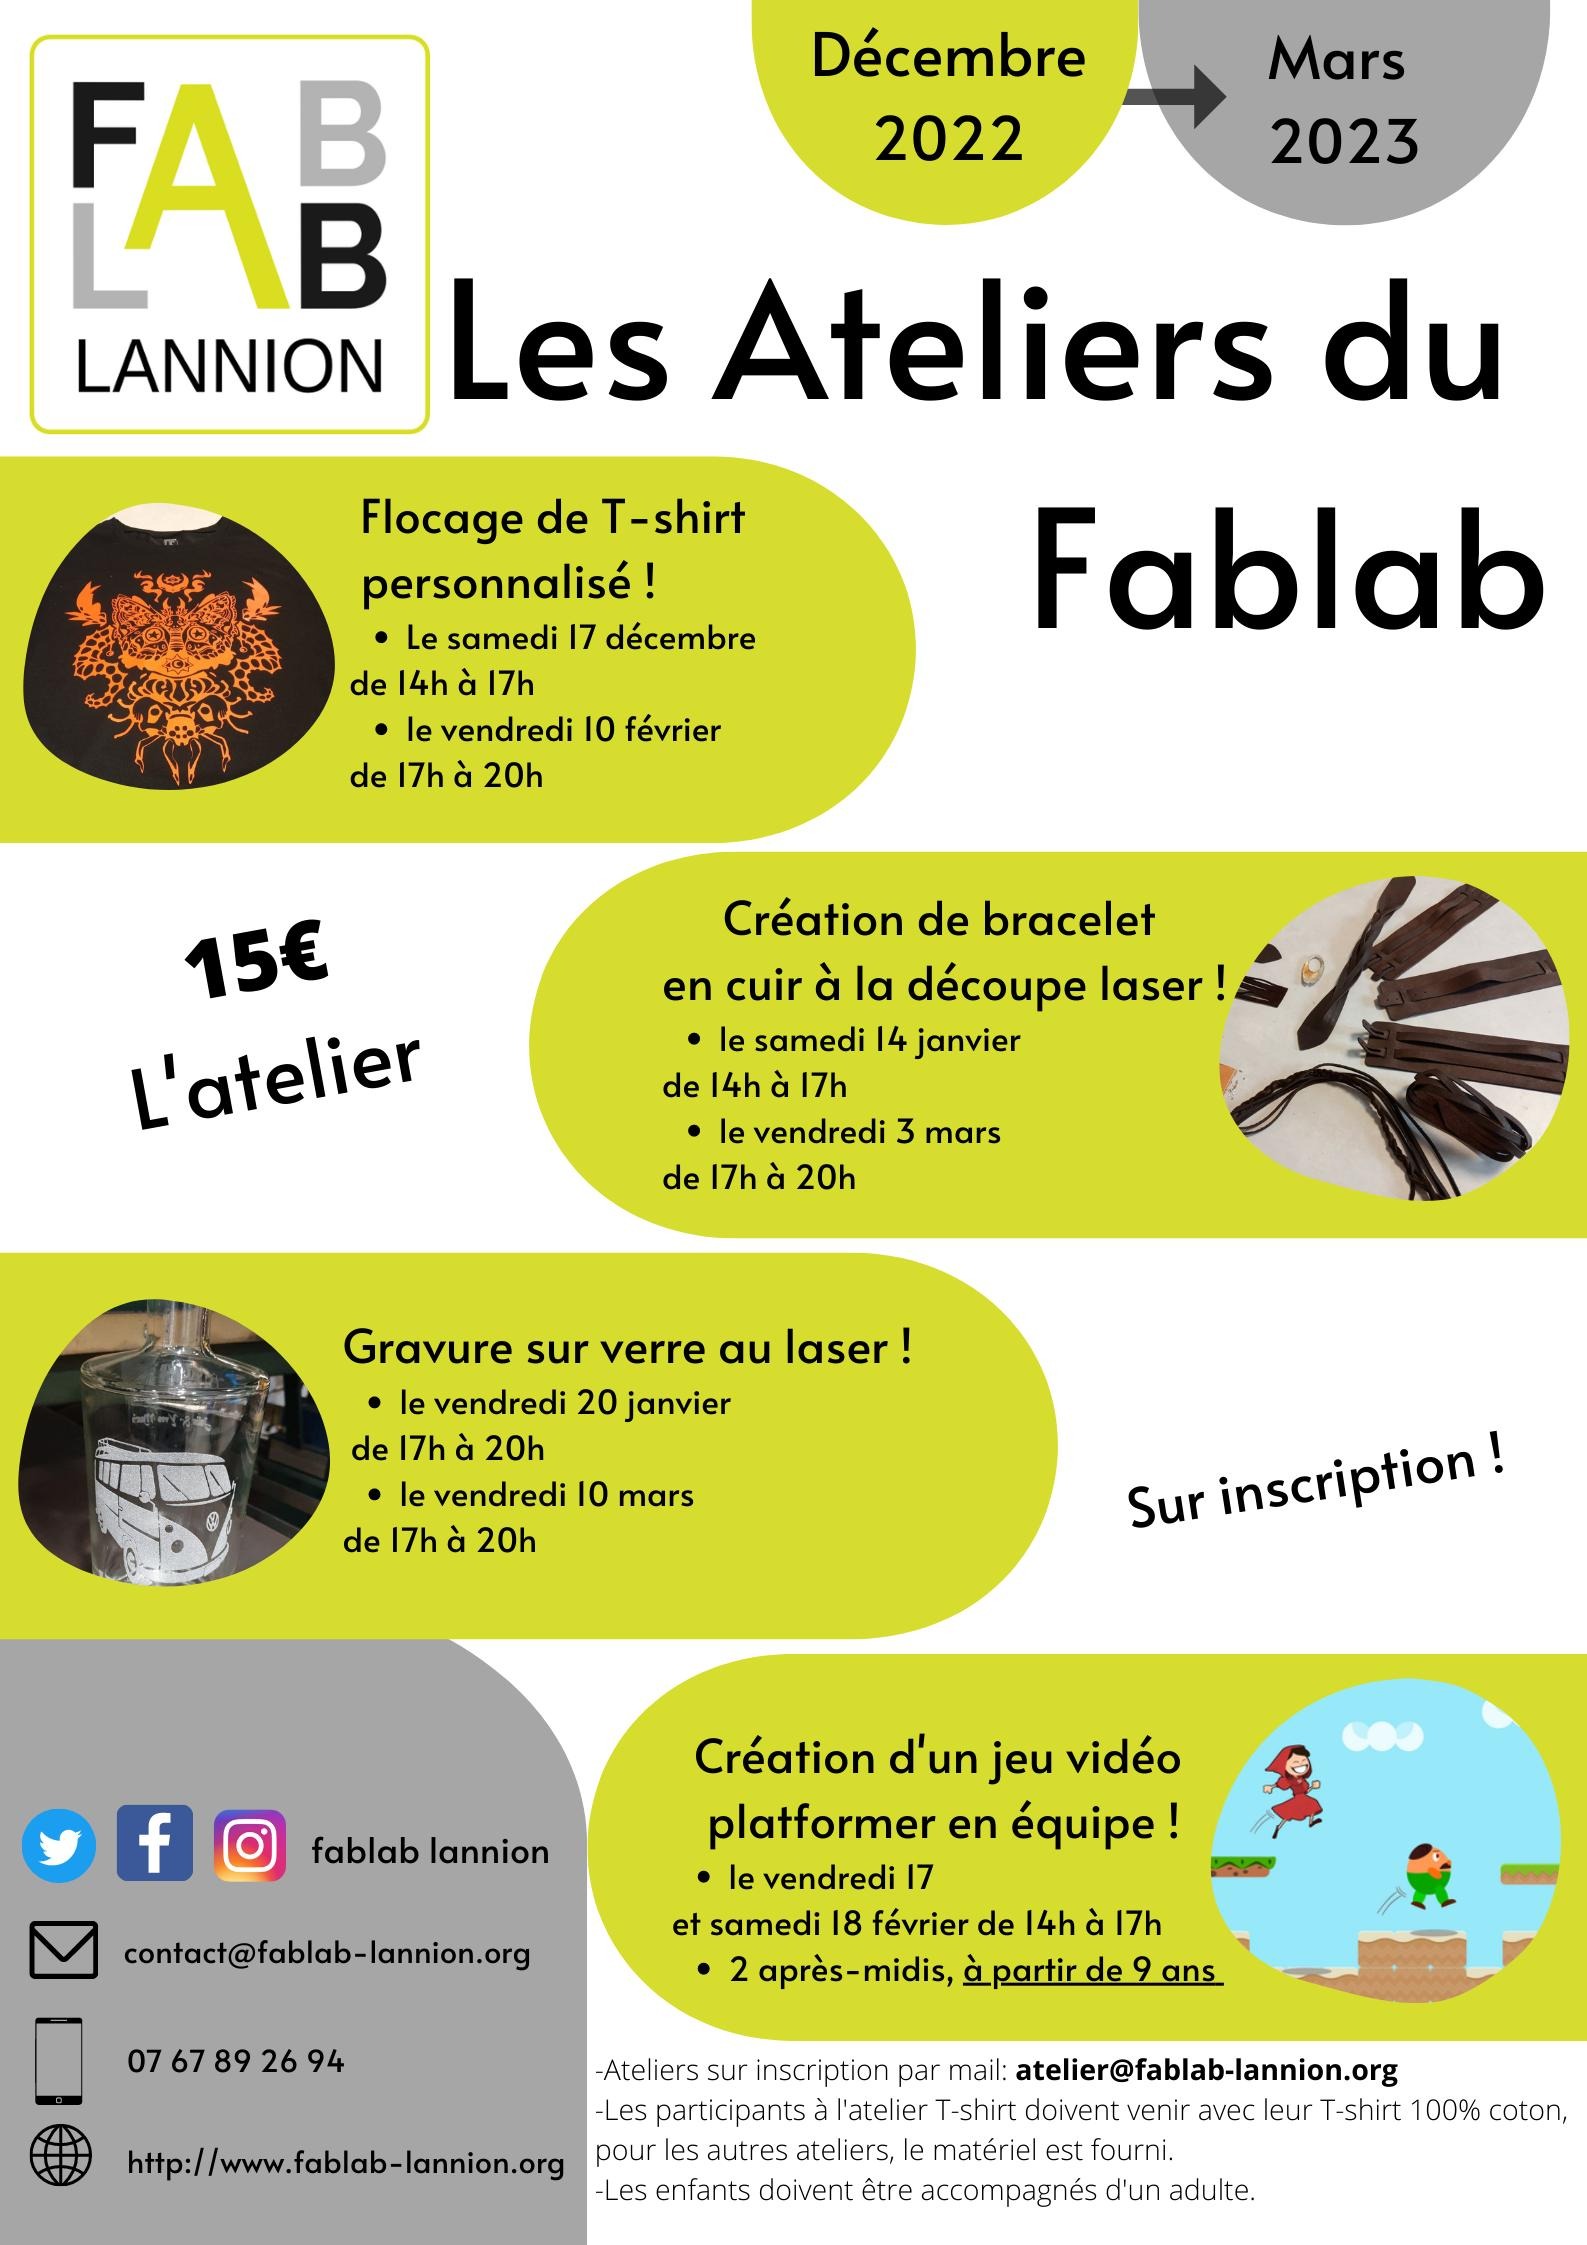 Décembre
2022
Mars
2023
FAB
LAB
LANNION
Les Ateliers du
Fablab
Flocage de T-shirt
personnalisé !
• Le samedi 17 décembre
de 14h à 17h
• le vendredi 10 février
de 17h à 20h
15€
L'atelier
Création de bracelet
en cuir à la découpe laser !
• le samedi 14 janvier
de 14h à 17h
• le vendredi 3 mars
de 17h à 20h
Gravure sur verre au laser !
• le vendredi 20 janvier
de 17h à 20h
• le vendredi 10 mars
de 17h à 20h
Sur inscription !
Création d'un jeu vidéo
platformer en équipe !
• le vendredi 17
et samedi 18 février de 14h à 17h
• 2 après-midis, à partir de 9 ans
fablab lannion
contact@fablab-lannion.org
07 67 89 26 94
http://www.fablab-lannion.org
-Ateliers sur inscription par mail: atelier@fablab-lannion.org
-Les participants à l'atelier T-shirt doivent venir avec leur T-shirt 100% coton,
pour les autres ateliers, le matériel est fourni.
-Les enfants doivent être accompagnés d'un adulte.